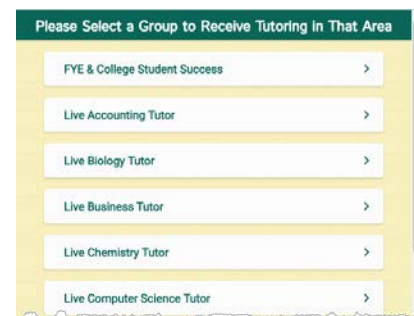 Please Select a Group to Receive Tutoring in That Area
FYE & College Student Success
Live Accounting Tutor
Live Biology Tutor
Live Business Tutor
Live Chemistry Tutor
Live Computer Science Tutor